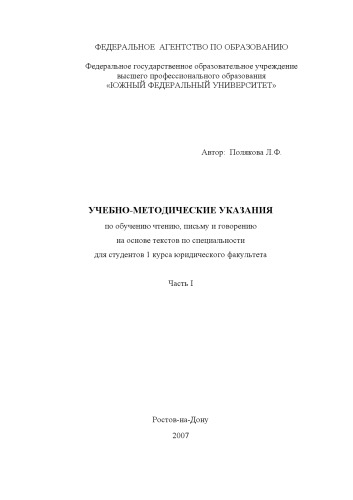 ФЕДЕРАЛЬНОЕ АГЕНТСТВО ПО ОБРАЗОВАНИЮ
Федеральное государственное образовательное учреждение
высшего профессионального образования
«ЮЖНЫЙ ФЕДЕРАЛЬНЫЙ УНИВЕРСИТЕТ»
Автор: Полякова Л.Ф.
УЧЕБНО-МЕТОДИЧЕСКИЕ УКАЗАНИЯ
по обучению чтению, письму и говорению
на основе текстов по специальности
для студентов 1 курса юридического факультета
Часть I
Ростов-на-Дону
2007